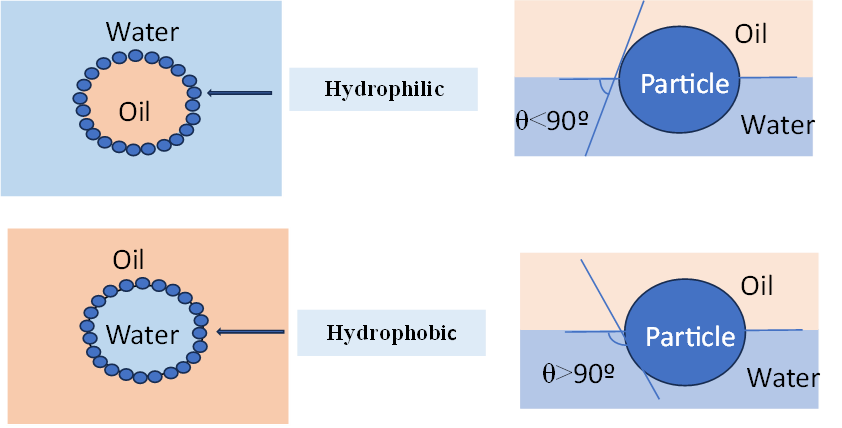 Water
Oil
Hydrophilic
Oil
Particle
θ<90º
Water
Oil
Water
Hydrophobic
Oil
Particle
θ>90º
Water